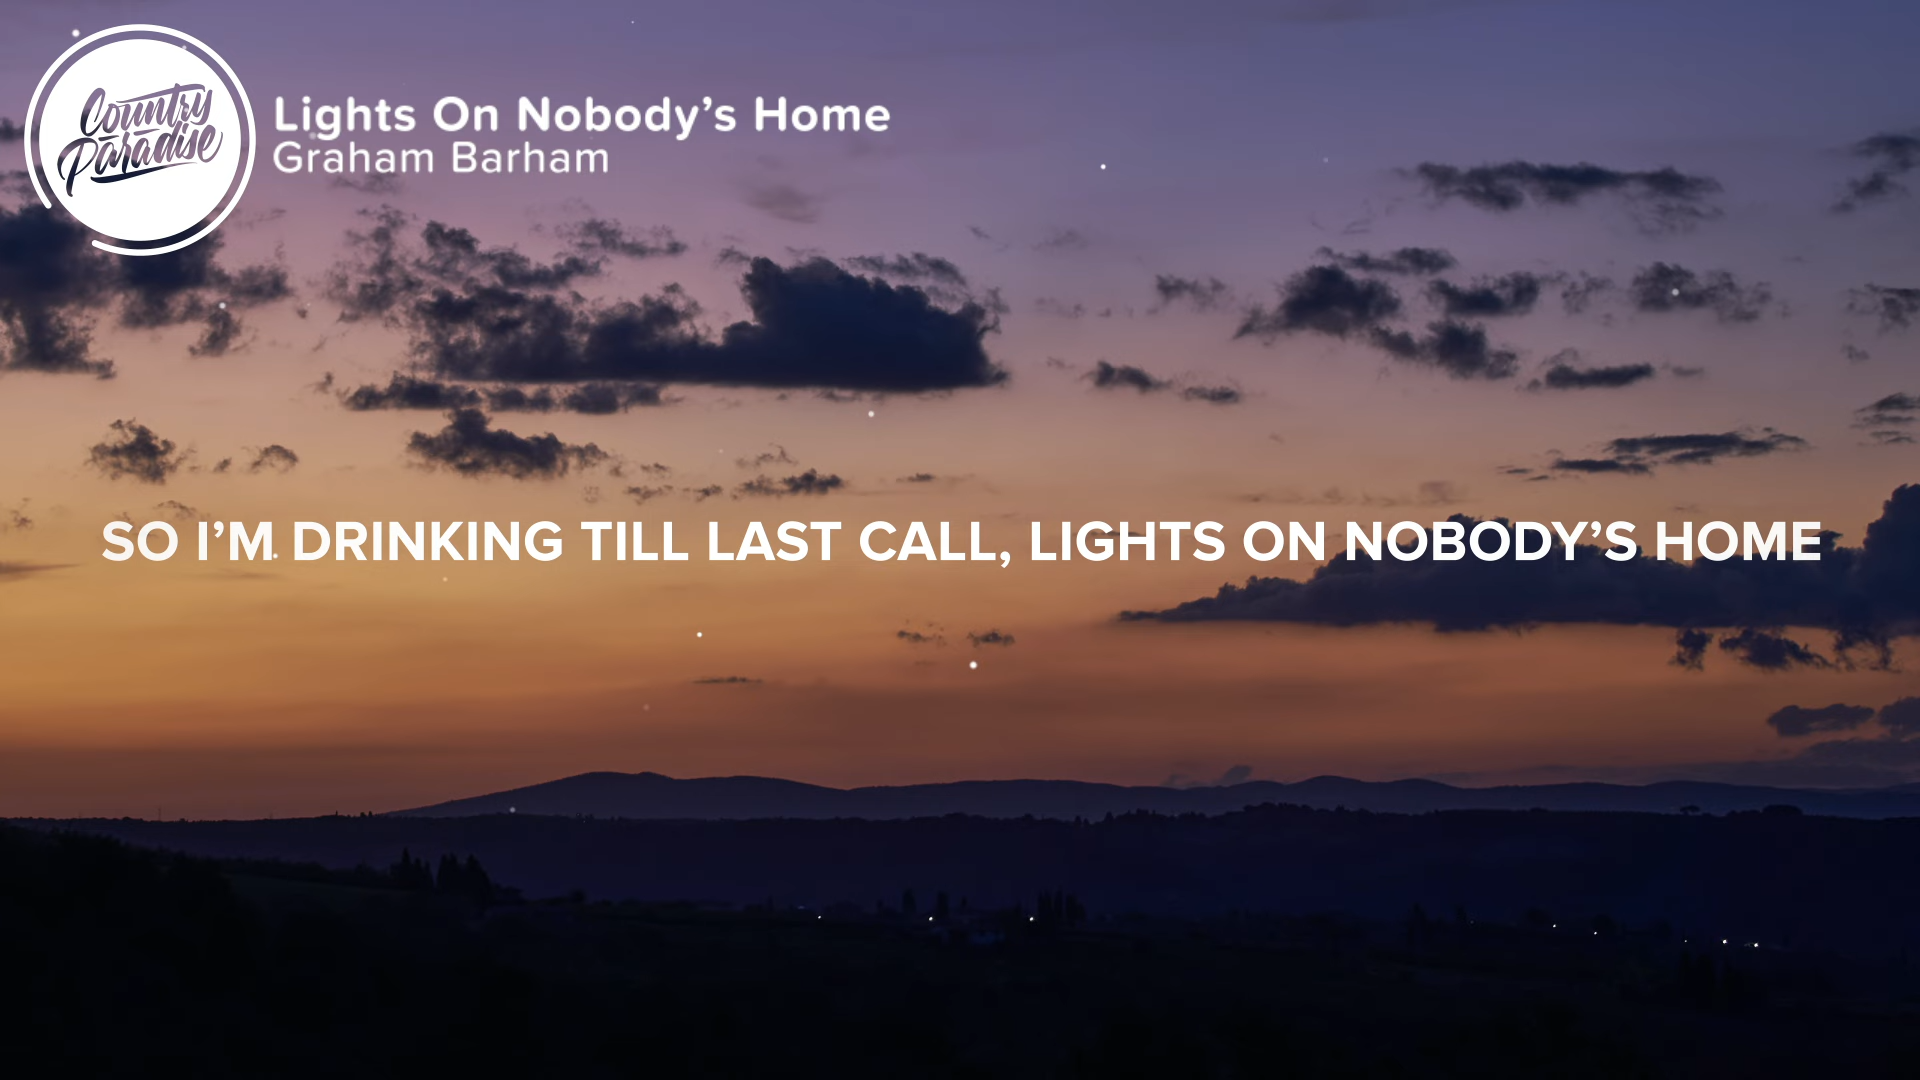 Country
Paradise
Lights On Nobody’s Home
Graham Barham
SO I’M DRINKING TILL LAST CALL, LIGHTS ON NOBODY’S HOME